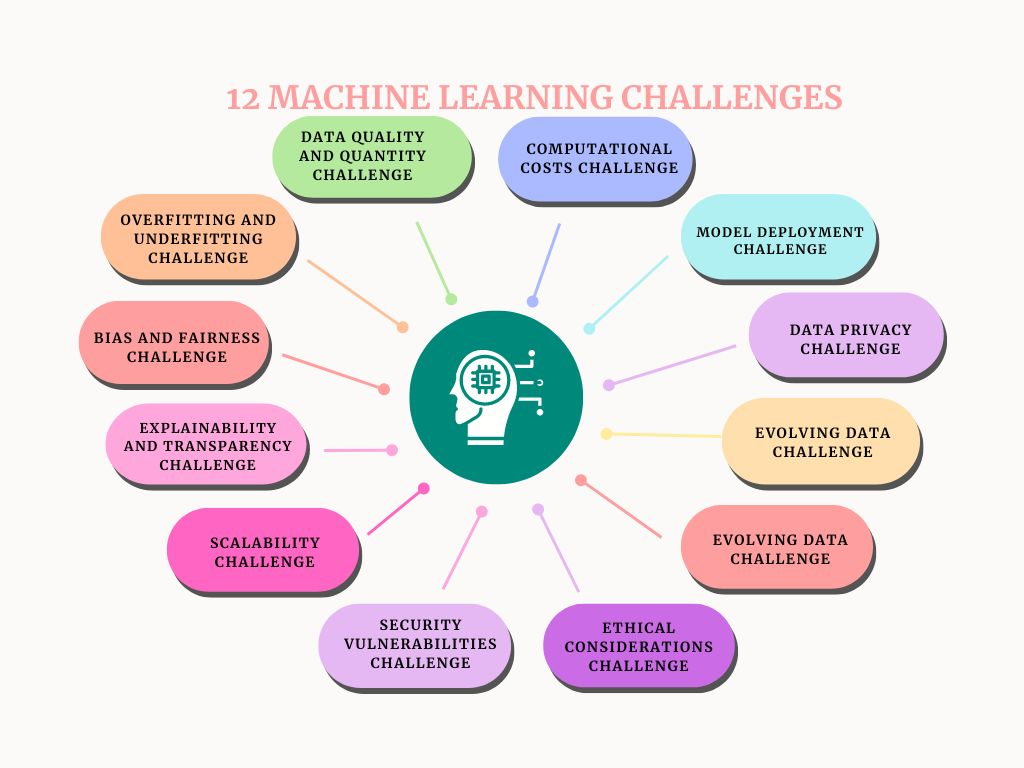 12 MACHINE LEARNING CHALLENGES
DATA QUALITY
AND QUANTITY
CHALLENGE
COMPUTATIONAL
COSTS CHALLENGE
OVERFITTING AND
UNDERFITTING
CHALLENGE
MODEL DEPLOYMENT
CHALLENGE
BIAS AND FAIRNESS
CHALLENGE
DATA PRIVACY
CHALLENGE
EXPLAINABILITY
AND TRANSPARENCY
CHALLENGE
EVOLVING DATA
CHALLENGE
SCALABILITY
CHALLENGE
EVOLVING DATA
CHALLENGE
SECURITY
VULNERABILITIES
CHALLENGE
ETHICAL
CONSIDERATIONS
CHALLENGE